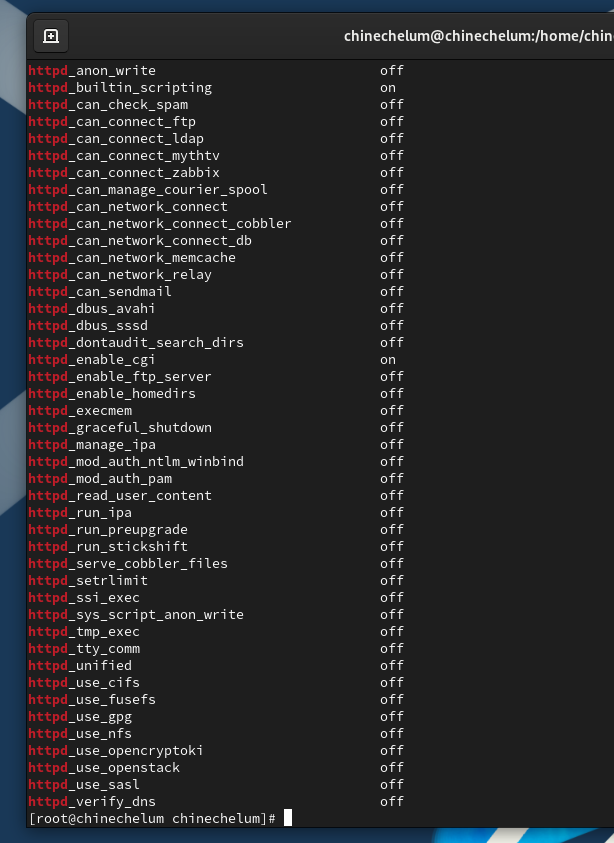 chinechelum@chinechelum:/home/chin
httpd_anon_write off
httpd_builtin_scripting on
httpd_can_check_spam off
httpd_can_connect_ftp off
httpd_can_connect_ldap off
httpd_can_connect_mythtv off
httpd_can_connect_zabbix off
httpd_can_manage_courier_spool off
httpd_can_network_connect off
httpd_can_network_connect_cobbler off
httpd_can_network_connect_db off
httpd_can_network_memcache off
httpd_can_network_relay off
httpd_can_sendmail off
httpd_dbus_avahi off
httpd_dbus_sssd off
httpd_dontaudit_search_dirs off
httpd_enable_cgi on
httpd_enable_ftp_server off
httpd_enable_homedirs off
httpd_execmem off
httpd_graceful_shutdown off
httpd_manage_ipa off
httpd_mod_auth_ntlm_winbind off
httpd_mod_auth_pam off
httpd_read_user_content off
httpd_run_ipa off
httpd_run_preupgrade off
httpd_run_stickshift off
httpd_serve_cobbler_files off
httpd_setrlimit off
httpd_ssi_exec off
httpd_sys_script_anon_write off
httpd_tmp_exec off
httpd_tty_comm off
httpd_unified off
httpd_use_cifs off
httpd_use_fusefs off
httpd_use_gpg off
httpd_use_nfs off
httpd_use_opencryptoki off
httpd_use_openstack off
httpd_use_sasl off
httpd_verify_dns off
[root@chinechelum chinechelum]#